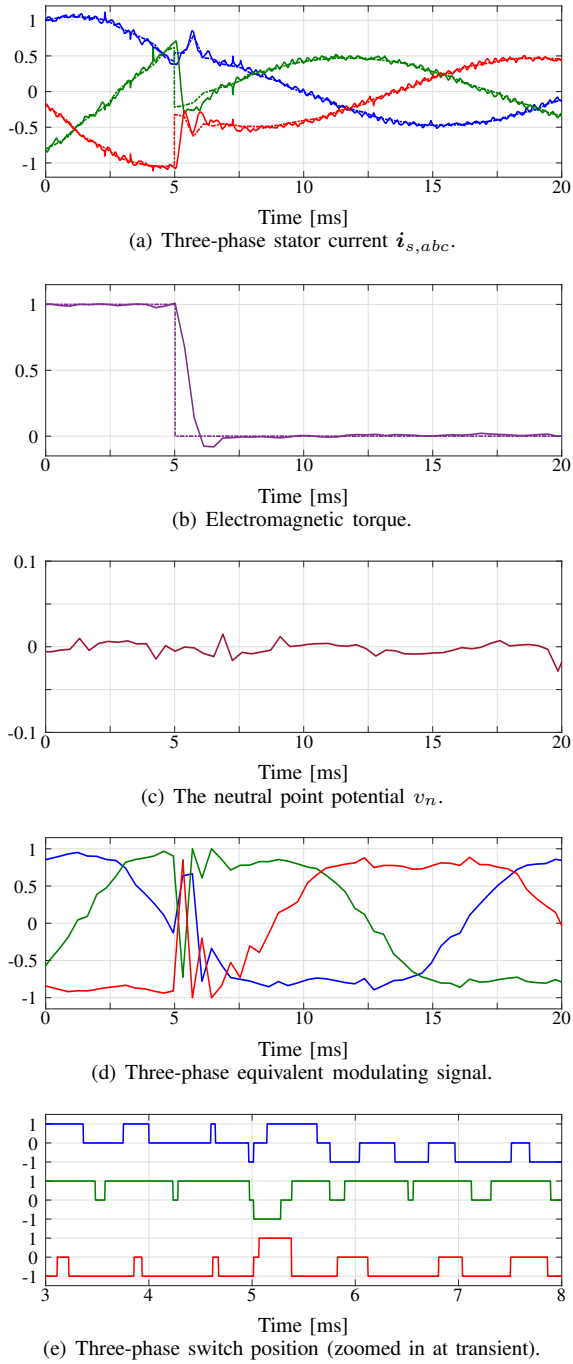 1
0.5
0
-0.5
-1
0 5 10 15 20
Time [ms]
(a) Three-phase stator current i_{s,abc}.
1
0.5
0
0 5 10 15 20
Time [ms]
(b) Electromagnetic torque.
0.1
0
-0.1
0 5 10 15 20
Time [ms]
(c) The neutral point potential v_n.
1
0.5
0
-0.5
-1
0 5 10 15 20
Time [ms]
(d) Three-phase equivalent modulating signal.
1
0
-1
1
0
-1
1
0
-1
3 4 5 6 7 8
Time [ms]
(e) Three-phase switch position (zoomed in at transient).